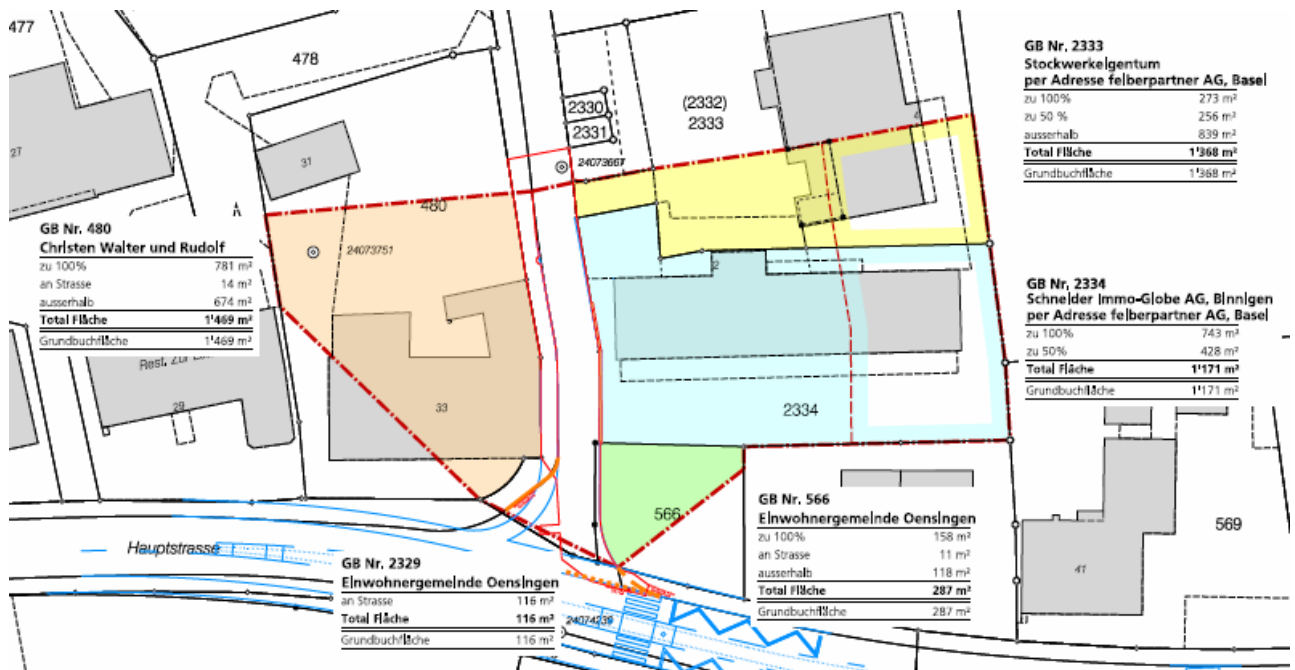 477
478
(2332)
2333
2330
2331
GB Nr. 2333
Stockwerkeigentum
per Adresse felberpartner AG, Basel
zu 100% 273 m²
zu 50 % 256 m²
ausserhalb 839 m²
Total Fläche 1'368 m²
Grundbuchfläche 1'368 m²
27
31
4
24073661
480
GB Nr. 480
Christen Walter und Rudolf
zu 100% 781 m²
an Strasse 14 m²
ausserhalb 674 m²
Total Fläche 1'469 m²
Grundbuchfläche 1'469 m²
24073751
2
GB Nr. 2334
Schneider Immo-Globe AG, Binnigen
per Adresse felberpartner AG, Basel
zu 100% 743 m²
zu 50% 428 m²
Total Fläche 1'171 m²
Grundbuchfläche 1'171 m²
Rest. Zur
29
33
2334
566
GB Nr. 566
Einwohnergemeinde Oensingen
zu 100% 158 m²
an Strasse 11 m²
ausserhalb 118 m²
Total Fläche 287 m²
Grundbuchfläche 287 m²
569
41
Hauptstrasse
GB Nr. 2329
Einwohnergemeinde Oensingen
an Strasse 116 m²
Total Fläche 116 m²
Grundbuchfläche 116 m²
24074239